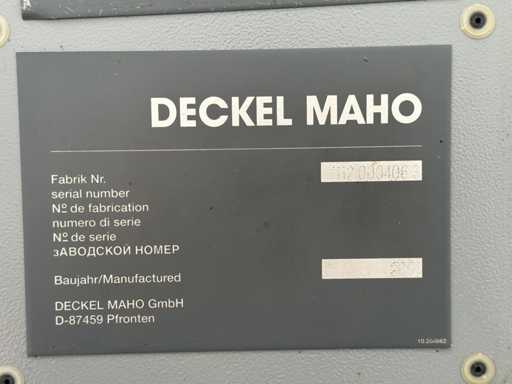 DECKEL MAHO
Fabrik Nr.
serial number
Nº de fabrication
numero di serie
Nº de serie
зАВОДСКОЙ НОМЕР
Baujahr/Manufactured
DECKEL MAHO GmbH
D-87459 Pfronten